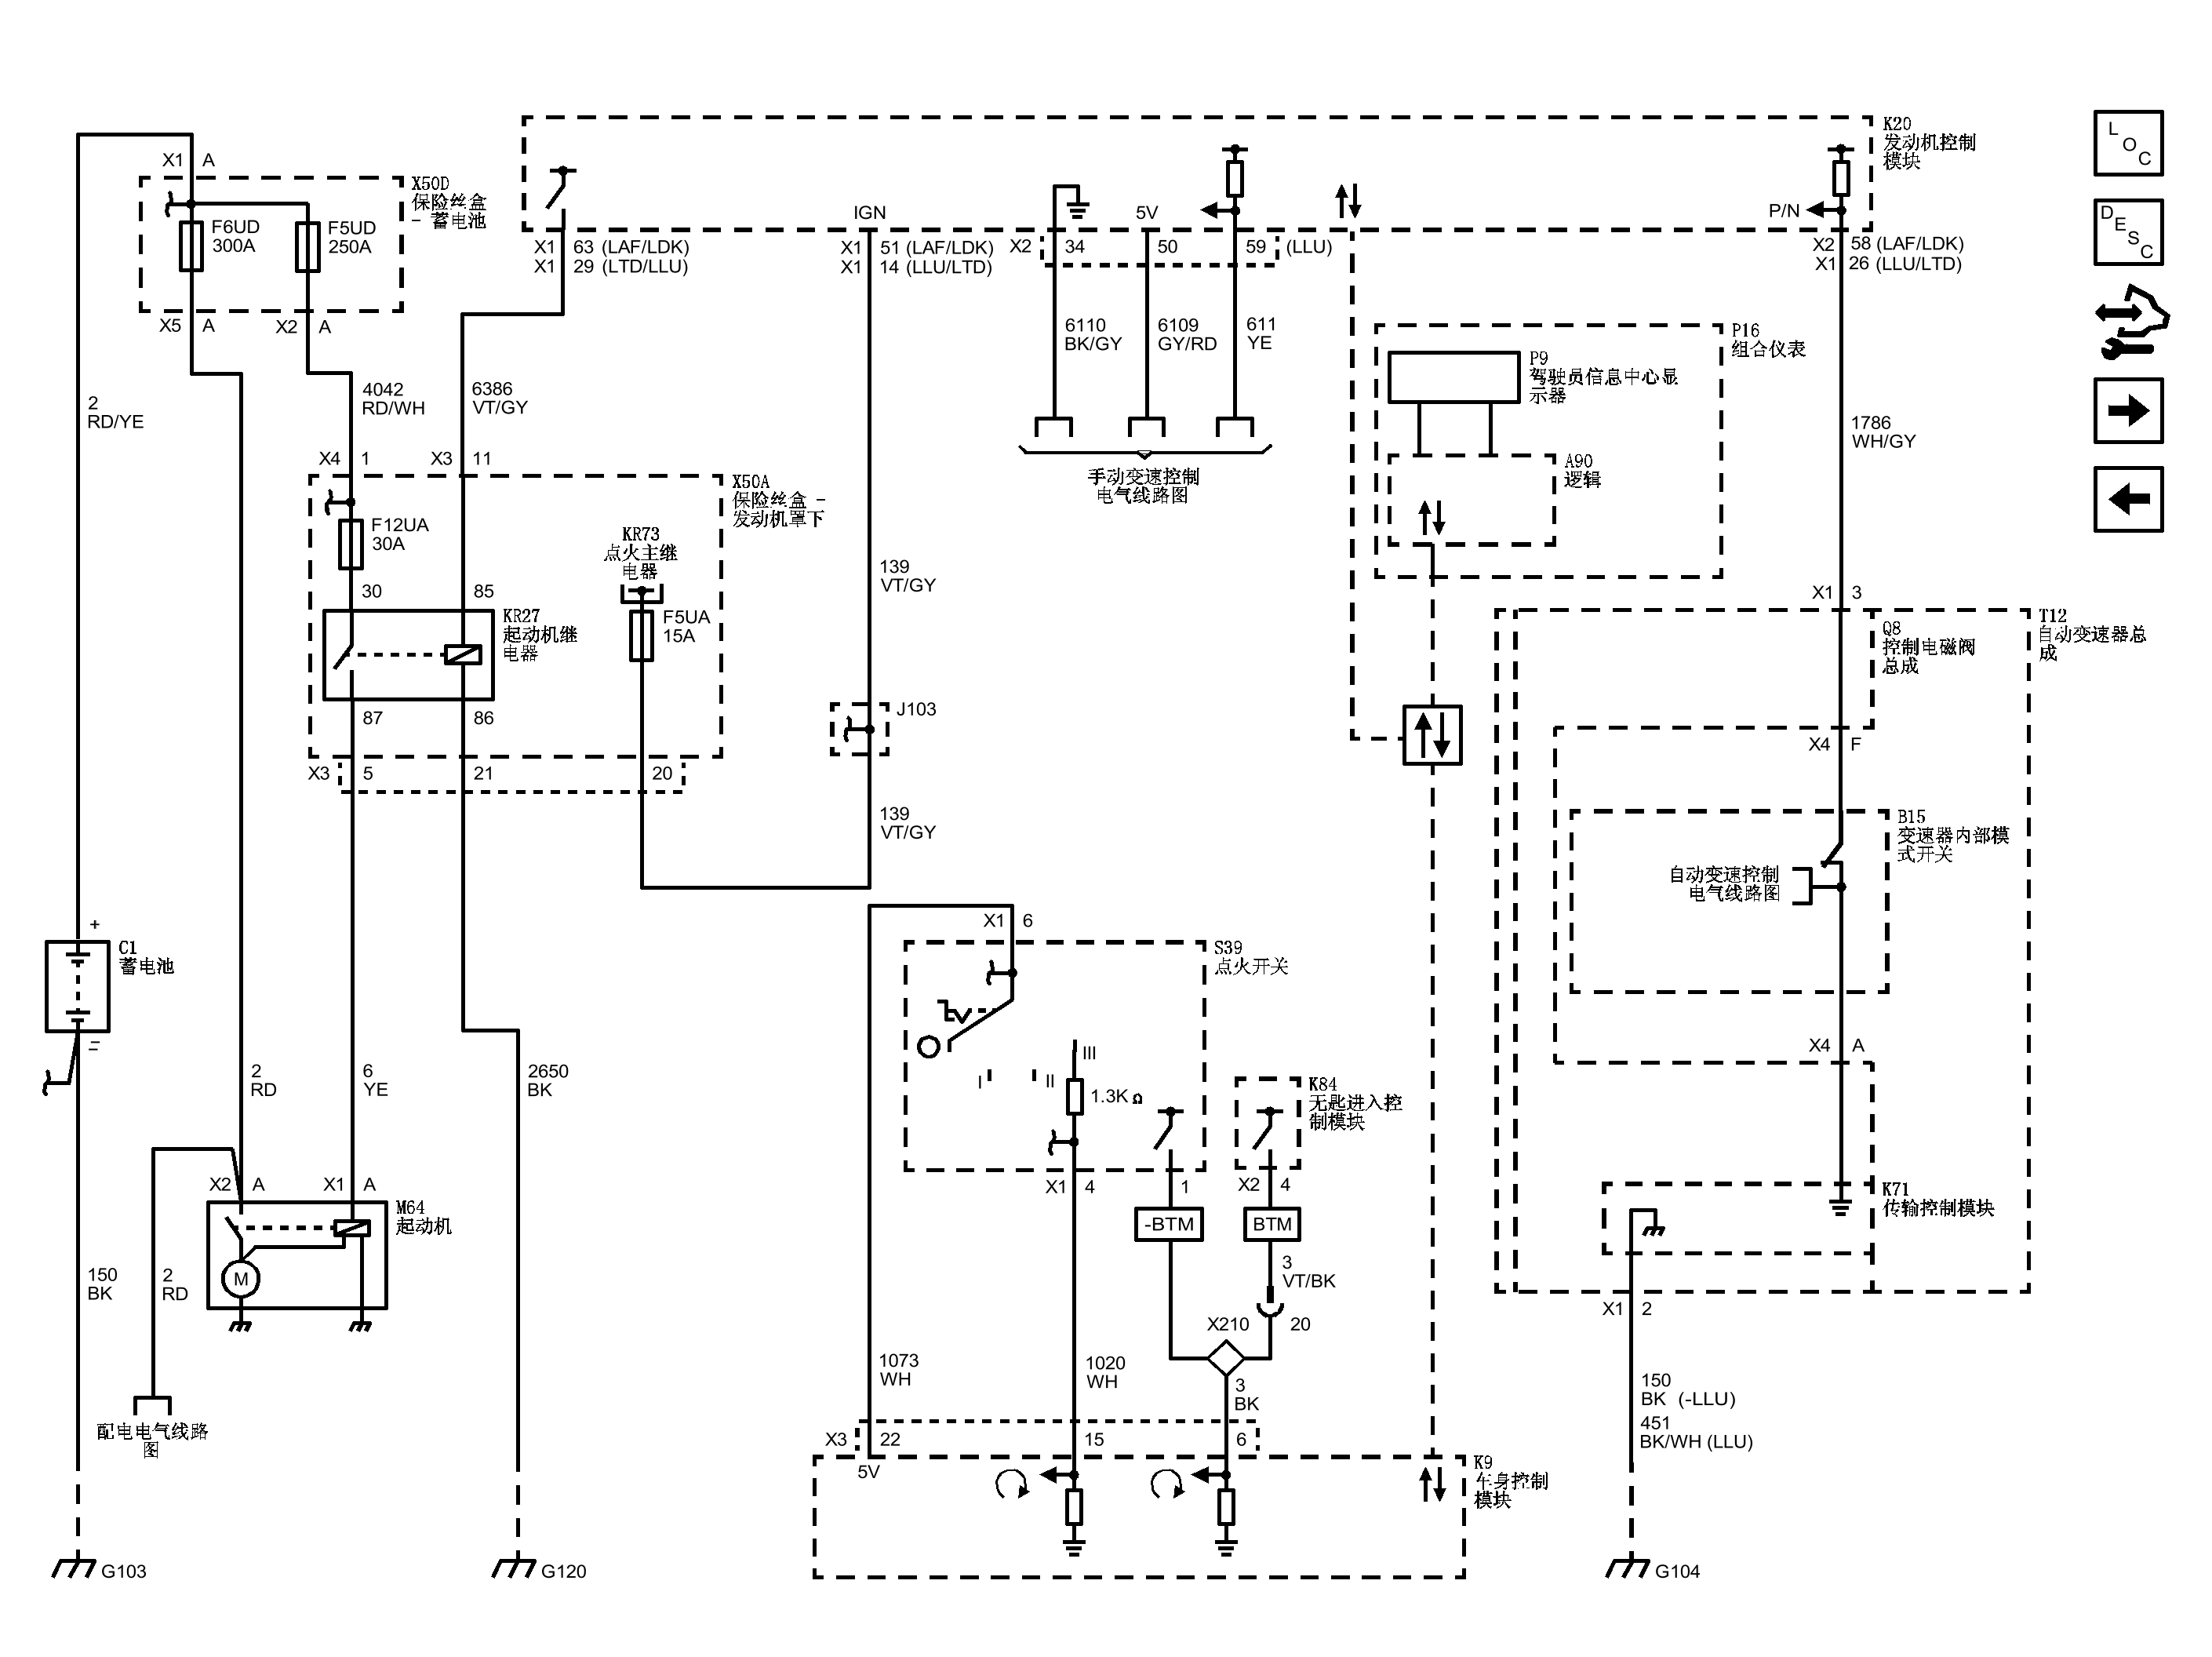 K20
发动机控制
模块
L
O
C
D
E
S
C
X1 A
X50D
保险丝盒
- 蓄电池
F6UD
300A
F5UD
250A
X5 A
X2 A
IGN
5V
P/N
X1 63 (LAF/LDK)
X1 29 (LTD/LLU)
X1 51 (LAF/LDK)
X1 14 (LLU/LTD)
X2 34 50 59 (LLU)
X2 58 (LAF/LDK)
X1 26 (LLU/LTD)
2
RD/YE
4042
RD/WH
6386
VT/GY
6110
BK/GY
6109
GY/RD
611
YE
手动变速控制
电气线路图
P16
组合仪表
P9
驾驶员信息中心显
示器
A90
逻辑
1786
WH/GY
X4 1
X3 11
X50A
保险丝盒 -
发动机罩下
F12UA
30A
KR73
点火主继
电器
F5UA
15A
30
85
KR27
起动机继
电器
87
86
X3 5 21 20
139
VT/GY
J103
139
VT/GY
X1 3
T12
自动变速器总
成
Q8
控制电磁阀
总成
X4 F
B15
变速器内部模
式开关
自动变速控制
电气线路图
X4 A
K71
传输控制模块
X1 2
150
BK (-LLU)
451
BK/WH (LLU)
G104
+
C1
蓄电池
=
2
RD
6
YE
2650
BK
X2 A
X1 A
M64
起动机
M
150
BK
2
RD
配电电气线路
图
G103
G120
X1 6
S39
点火开关
I
II
III
1.3KΩ
K84
无匙进入控
制模块
X1 4
1
X2 4
-BTM
BTM
3
VT/BK
X210
20
1073
WH
1020
WH
3
BK
X3 22 15 6
5V
K9
车身控制
模块